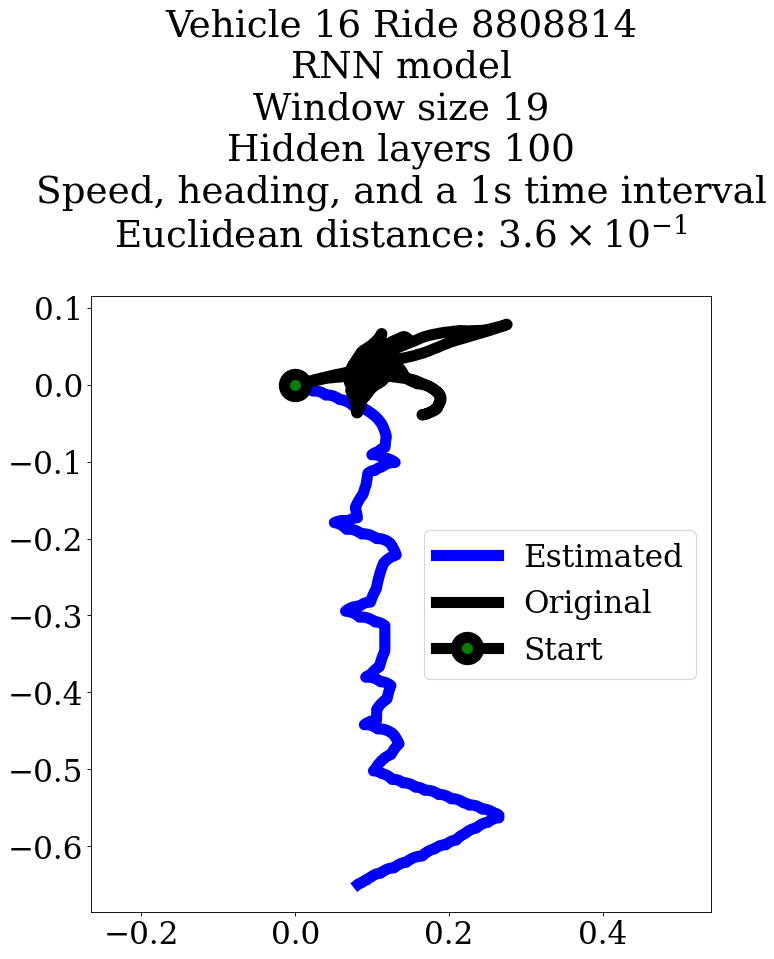 Vehicle 16 Ride 8808814
RNN model
Window size 19
Hidden layers 100
Speed, heading, and a 1s time interval
Euclidean distance: 3.6 × 10⁻¹
0.1
0.0
−0.1
−0.2
−0.3
−0.4
−0.5
−0.6
Estimated
Original
Start
−0.2
0.0
0.2
0.4